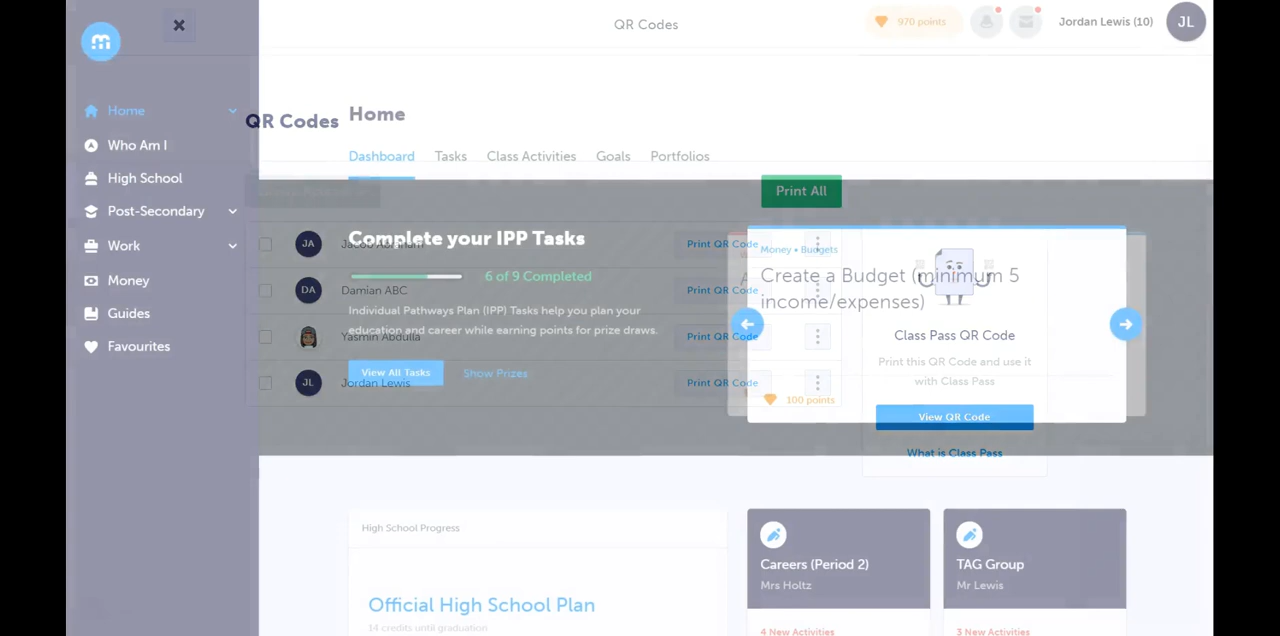 QR Codes
970 points
Jordan Lewis (10)
JL
Home
Who Am I
High School
Post-Secondary
Work
Money
Guides
Favourites
QR Codes
Home
Dashboard
Tasks
Class Activities
Goals
Portfolios
Print All
Complete your IPP Tasks
6 of 9 Completed
Individual Pathways Plan (IPP) Tasks help you plan your
education and career while earning points for prize draws.
View All Tasks
Show Prizes
JA
Print QR Code
DA
Damian ABC
Print QR Code
Yasmin Abdulla
Print QR Code
JL
Jordan Lewis
Print QR Code
Money • Budgets
Create a Budget (minimum 5
income/expenses)
100 points
Class Pass QR Code
Print this QR Code and use it
with Class Pass
View QR Code
What is Class Pass
High School Progress
Official High School Plan
14 credits until graduation
Careers (Period 2)
Mrs Holtz
4 New Activities
TAG Group
Mr Lewis
3 New Activities